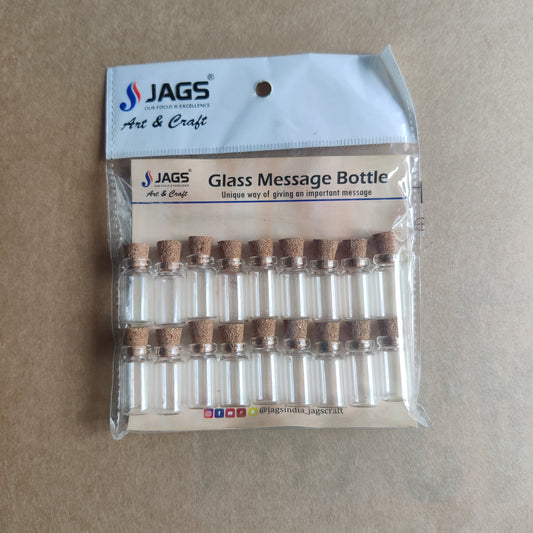 JAGS®
OUR FOCUS IS EXCELLENCE
Art & Craft
JAGS®
Art & Craft
Glass Message Bottle
Unique way of giving an important message
@jagsindia_jagscraft